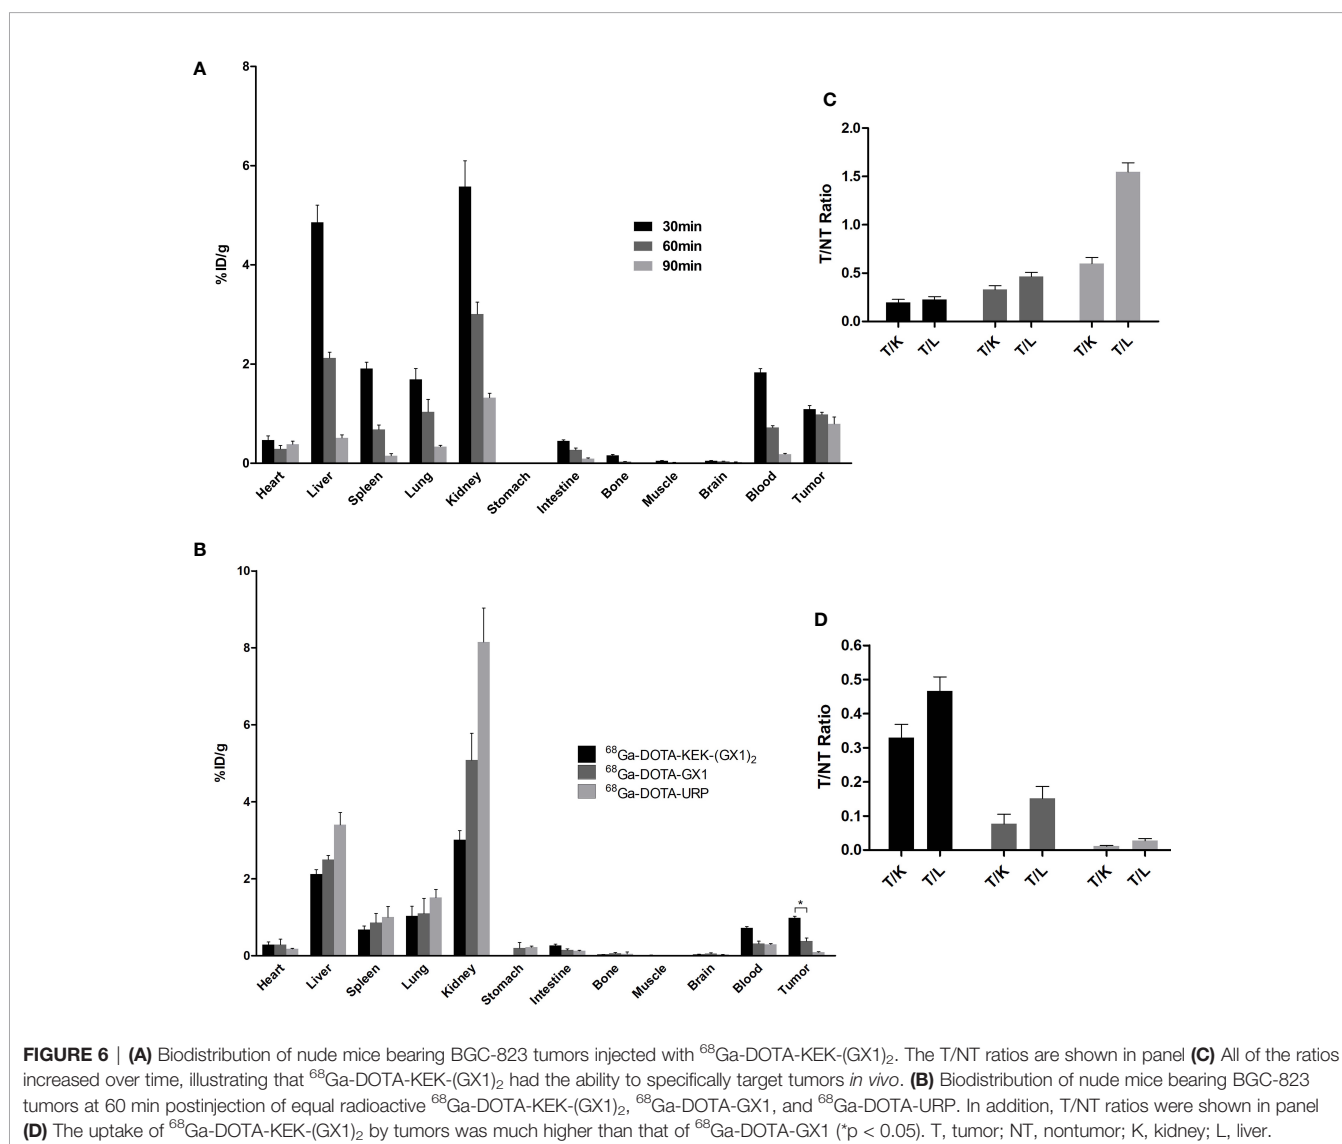 A
8
6
4
2
0
%ID/g
30min
60min
90min
Heart
Liver
Spleen
Lung
Kidney
Stomach
Intestine
Bone
Muscle
Brain
Blood
Tumor
C
2.0
1.5
1.0
0.5
0.0
T/NT Ratio
T/K
T/L
T/K
T/L
T/K
T/L
B
10
8
6
4
2
0
%ID/g
⁶⁸Ga-DOTA-KEK-(GX1)₂
⁶⁸Ga-DOTA-GX1
⁶⁸Ga-DOTA-URP
*
Heart
Liver
Spleen
Lung
Kidney
Stomach
Intestine
Bone
Muscle
Brain
Blood
Tumor
D
0.6
0.5
0.4
0.3
0.2
0.1
0.0
T/NT Ratio
T/K
T/L
T/K
T/L
T/K
T/L
FIGURE 6 | (A) Biodistribution of nude mice bearing BGC-823 tumors injected with ⁶⁸Ga-DOTA-KEK-(GX1)₂. The T/NT ratios are shown in panel (C) All of the ratios
increased over time, illustrating that ⁶⁸Ga-DOTA-KEK-(GX1)₂ had the ability to specifically target tumors in vivo. (B) Biodistribution of nude mice bearing BGC-823
tumors at 60 min postinjection of equal radioactive ⁶⁸Ga-DOTA-KEK-(GX1)₂, ⁶⁸Ga-DOTA-GX1, and ⁶⁸Ga-DOTA-URP. In addition, T/NT ratios were shown in panel
(D) The uptake of ⁶⁸Ga-DOTA-KEK-(GX1)₂ by tumors was much higher than that of ⁶⁸Ga-DOTA-GX1 (*p < 0.05). T, tumor; NT, nontumor; K, kidney; L, liver.